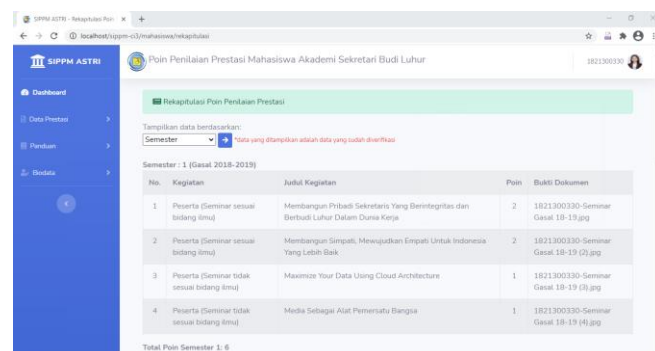 SIPPM ASTRI - Rekapitulasi Poin
localhost/sippm-ci3/mahasiswa/rekapitulasi
SIPPM ASTRI
Poin Penilaian Prestasi Mahasiswa Akademi Sekretari Budi Luhur
1821300330
Dashboard
Data Prestasi
Panduan
Biodata
Rekapitulasi Poin Penilaian Prestasi
Tampilkan data berdasarkan:
Semester
*data yang ditampilkan adalah data yang sudah diverifikasi
Semester : 1 (Gasal 2018-2019)
No. Kegiatan Judul Kegiatan Poin Bukti Dokumen
1 Peserta (Seminar sesuai Membangun Pribadi Sekretaris Yang Berintegritas dan 2 1821300330-Seminar
bidang ilmu) Berbudi Luhur Dalam Dunia Kerja Gasal 18-19.jpg
2 Peserta (Seminar sesuai Membangun Simpati, Mewujudkan Empati Untuk Indonesia 2 1821300330-Seminar
bidang ilmu) Yang Lebih Baik Gasal 18-19 (2).jpg
3 Peserta (Seminar tidak Maximize Your Data Using Cloud Architecture 1 1821300330-Seminar
sesuai bidang ilmu) Gasal 18-19 (3).jpg
4 Peserta (Seminar tidak Media Sebagai Alat Pemersatu Bangsa 1 1821300330-Seminar
sesuai bidang ilmu) Gasal 18-19 (4).jpg
Total Poin Semester 1: 6